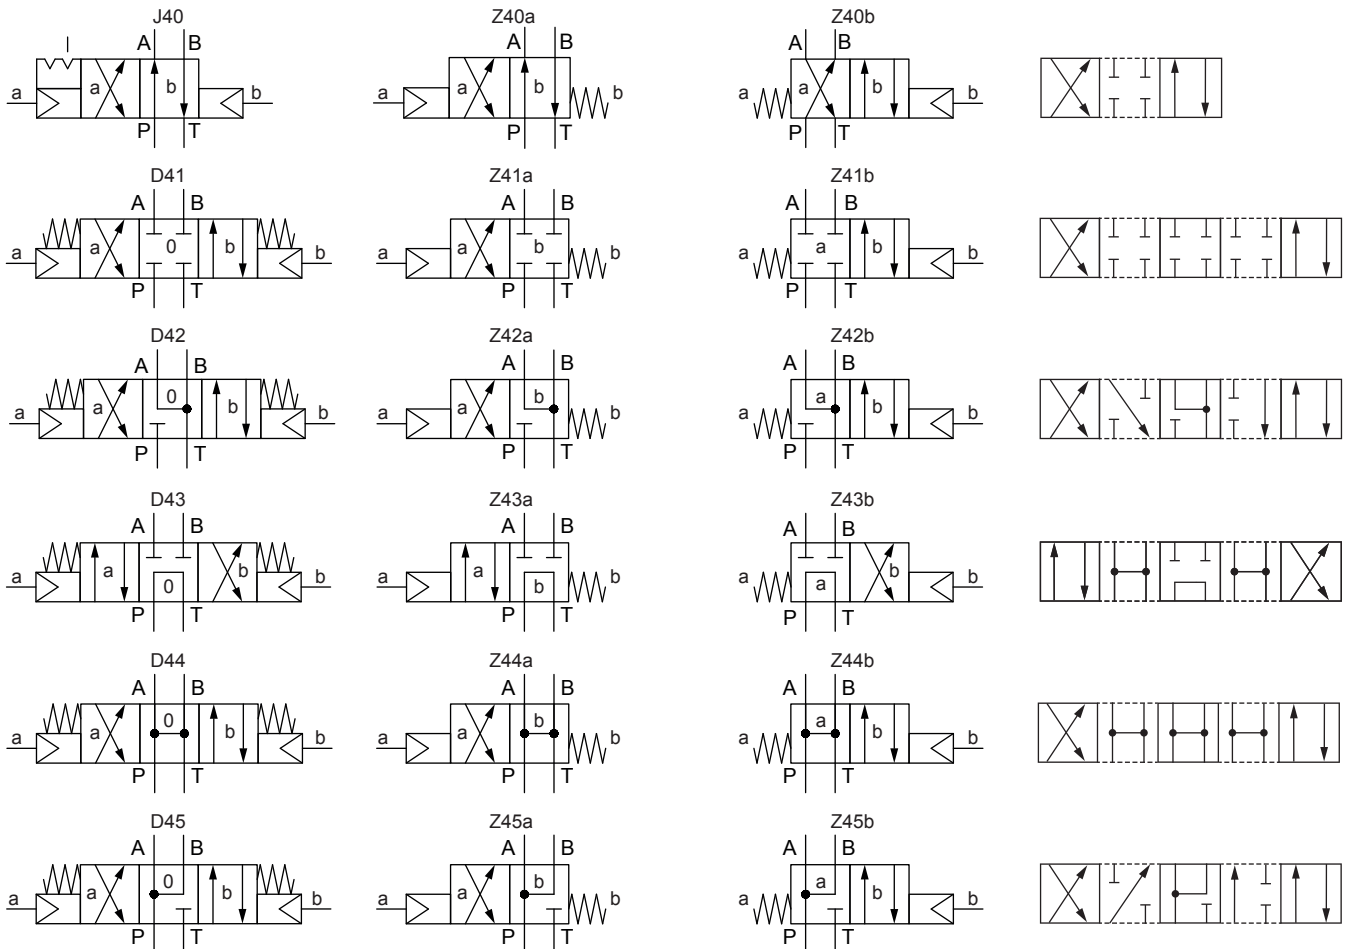 J40 Z40a Z40b
A B A B A B
a a b b a a b b a a b b
P T P T P T
D41 Z41a Z41b
A B A B A B
a a 0 b b a a b b a a b b
P T P T P T
D42 Z42a Z42b
A B A B A B
a a 0 b b a a b b a a b b
P T P T P T
D43 Z43a Z43b
A B A B A B
a a 0 b b a a b b a a b b
P T P T P T
D44 Z44a Z44b
A B A B A B
a a 0 b b a a b b a a b b
P T P T P T
D45 Z45a Z45b
A B A B A B
a a 0 b b a a b b a a b b
P T P T P T